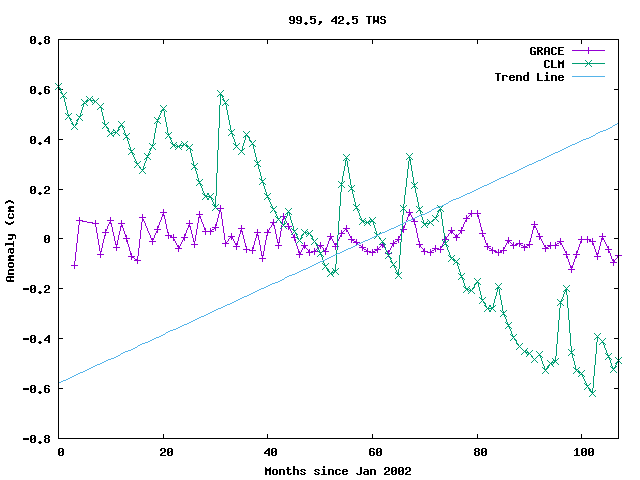 99.5, 42.5 TWS
GRACE
CLM
Trend Line
0.8
0.6
0.4
0.2
0
-0.2
-0.4
-0.6
-0.8
Anomaly (cm)
0 20 40 60 80 100
Months since Jan 2002